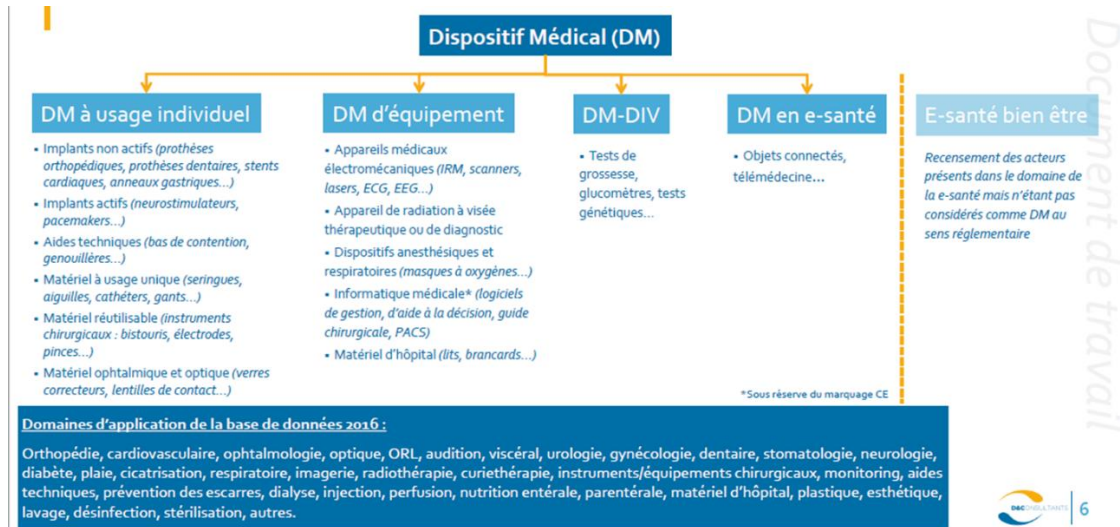 Dispositif Médical (DM)
DM à usage individuel
• Implants non actifs (prothèses
orthopédiques, prothèses dentaires, stents
cardiaques, anneaux gastriques…)
• Implants actifs (neurostimulateurs,
pacemakers…)
• Aides techniques (bas de contention,
genouillères…)
• Matériel à usage unique (seringues,
aiguilles, cathéters, gants…)
• Matériel réutilisable (instruments
chirurgicaux : bistouris, électrodes,
pinces…)
• Matériel ophtalmique et optique (verres
correcteurs, lentilles de contact…)
DM d'équipement
• Appareils médicaux
électromécaniques (IRM, scanners,
lasers, ECG, EEG…)
• Appareil de radiation à visée
thérapeutique ou de diagnostic
• Dispositifs anesthésiques et
respiratoires (masques à oxygènes…)
• Informatique médicale* (logiciels
de gestion, d'aide à la décision, guide
chirurgicale, PACS)
• Matériel d'hôpital (lits, brancards…)
DM-DIV
• Tests de
grossesse,
glucomètres, tests
génétiques…
DM en e-santé
• Objets connectés,
télémédecine…
*Sous réserve du marquage CE
E-santé bien être
Recensement des acteurs
présents dans le domaine de
la e-santé mais n'étant pas
considérés comme DM au
sens réglementaire
Document de travail
Domaines d'application de la base de données 2016 :
Orthopédie, cardiovasculaire, ophtalmologie, optique, ORL, audition, viscéral, urologie, gynécologie, dentaire, stomatologie, neurologie,
diabète, plaie, cicatrisation, respiratoire, imagerie, radiothérapie, curiethérapie, instruments/équipements chirurgicaux, monitoring, aides
techniques, prévention des escarres, dialyse, injection, perfusion, nutrition entérale, parentérale, matériel d'hôpital, plastique, esthétique,
lavage, désinfection, stérilisation, autres.
D&CONSULTANTS
6